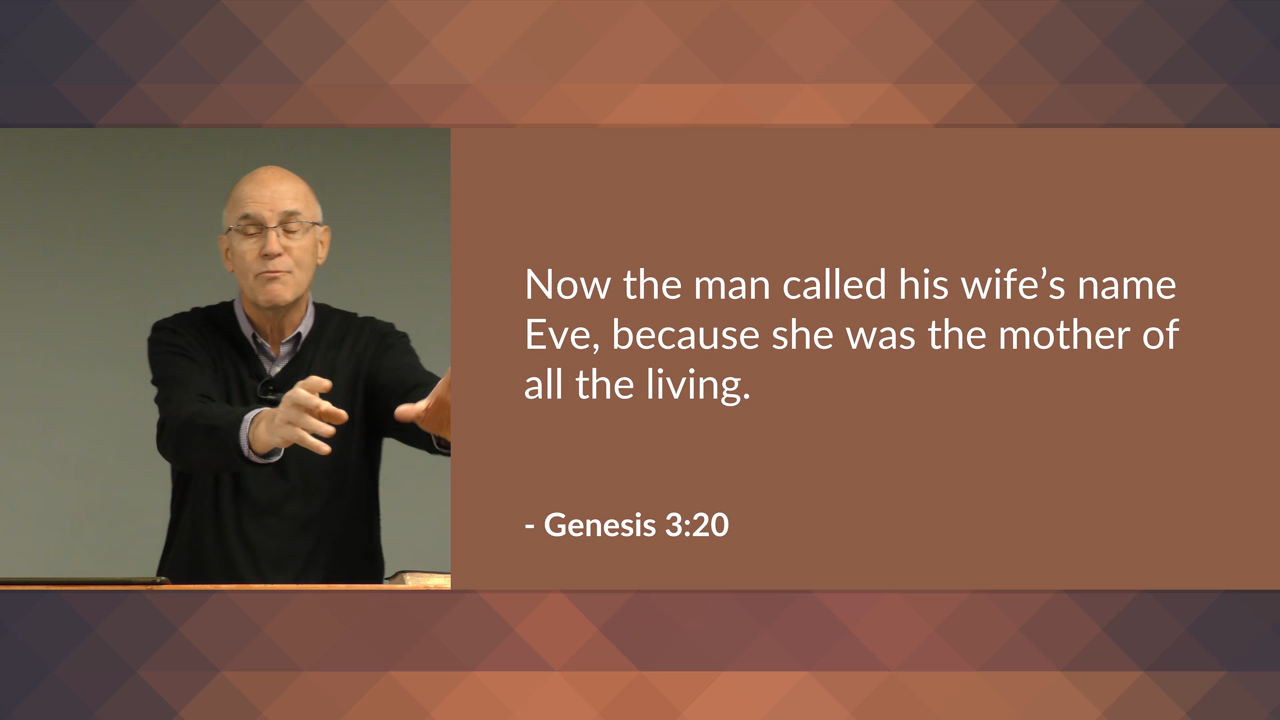 Now the man called his wife’s name
Eve, because she was the mother of
all the living.
- Genesis 3:20